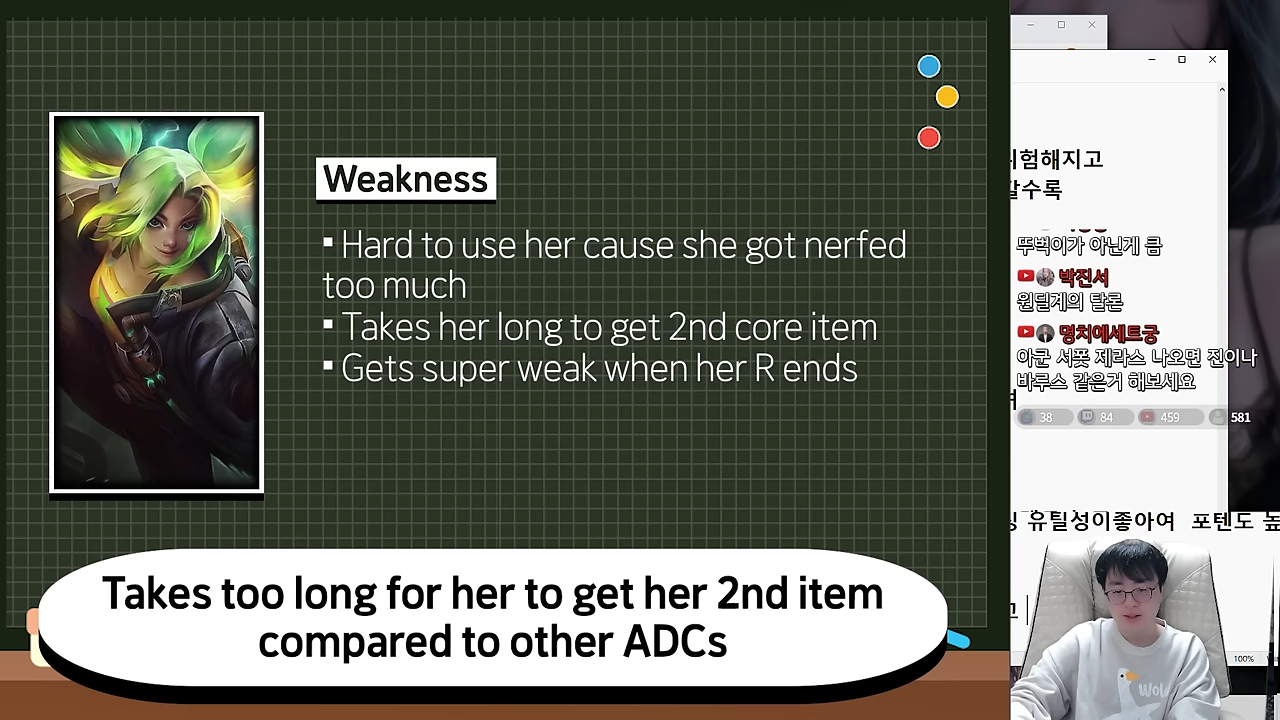 Weakness
▪ Hard to use her cause she got nerfed
too much
▪ Takes her long to get 2nd core item
▪ Gets super weak when her R ends
Takes too long for her to get her 2nd item
compared to other ADCs
험해지고
갈수록
뚜벅이가 아닌게 큼
박진서
원딜계의 탈론
명치에세트궁
아군 서폿 제라스 나오면 진이나
바루스 같은거 해보세요
38 84 459 581
유틸성이좋아여 포텐도
100%